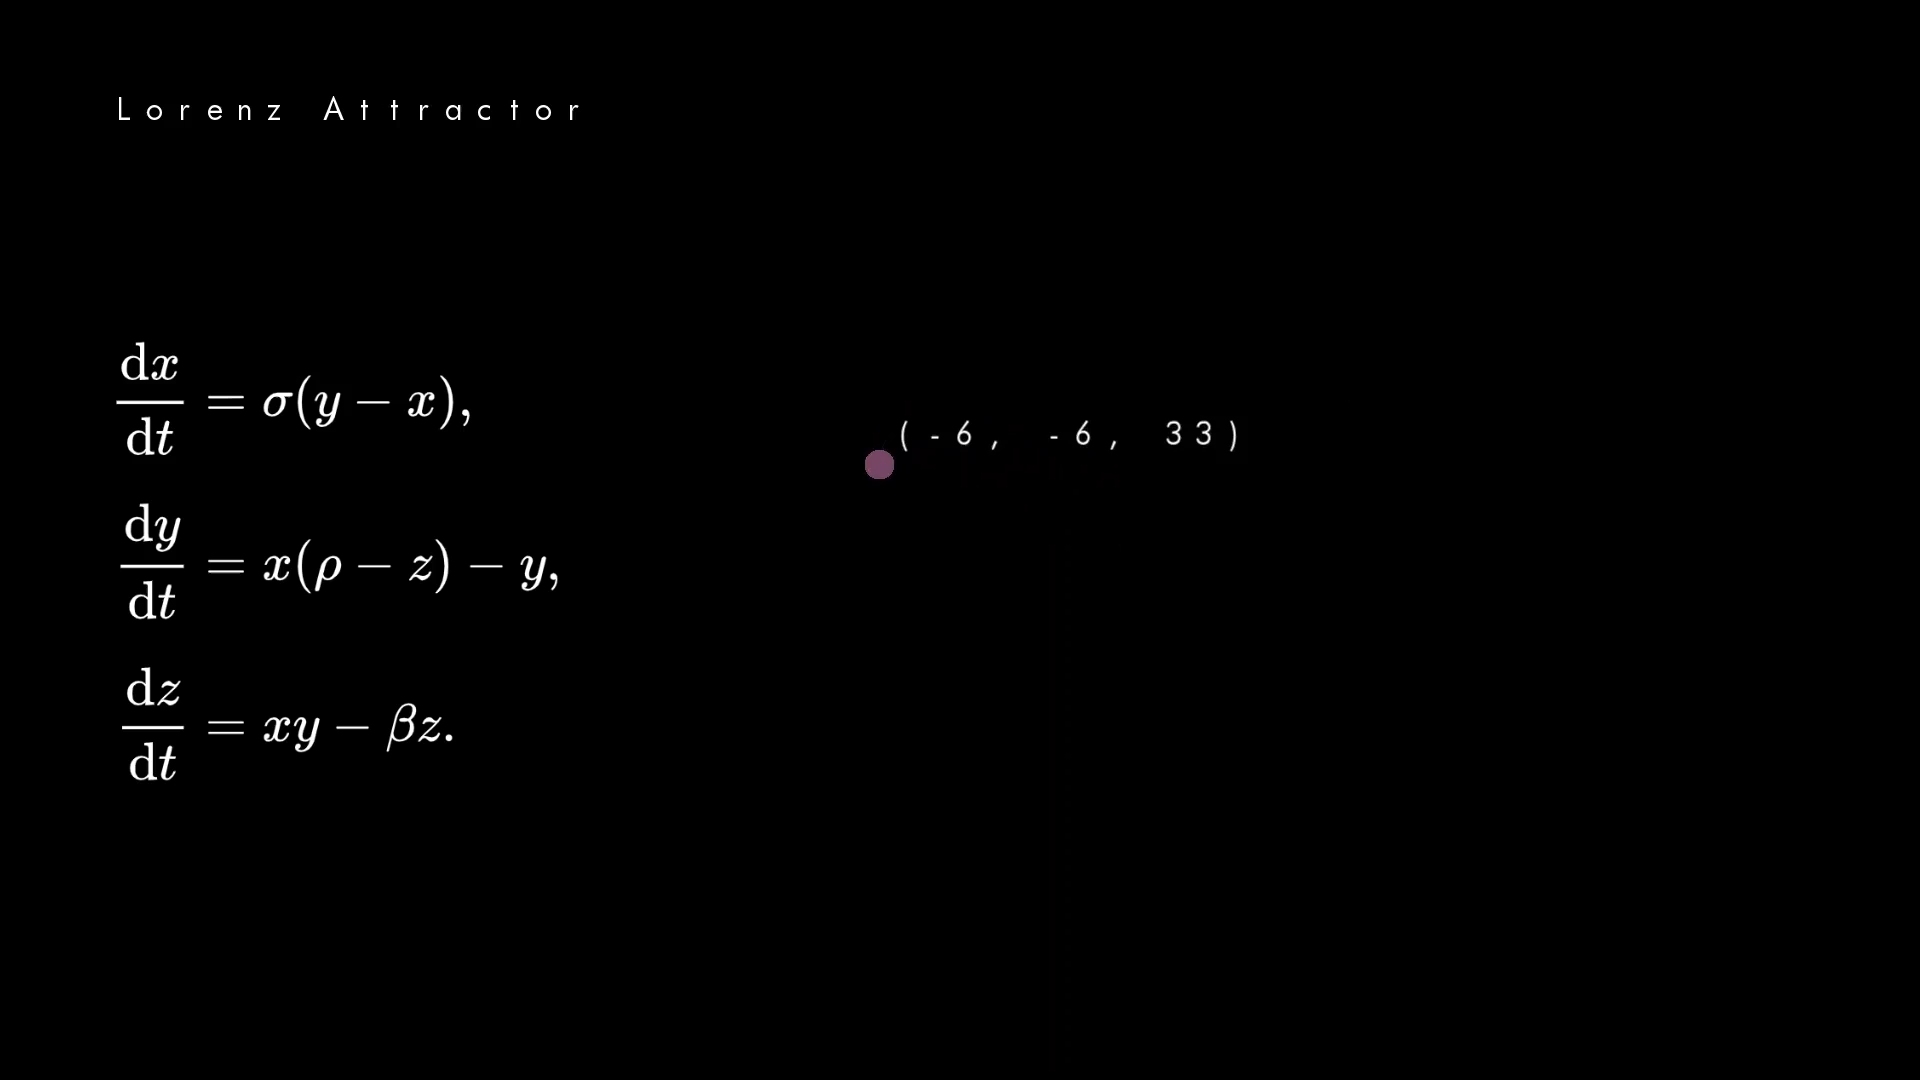 Lorenz Attractor
dx/dt = σ(y − x),
(-6, -6, 33)
dy/dt = x(ρ − z) − y,
dz/dt = xy − βz.